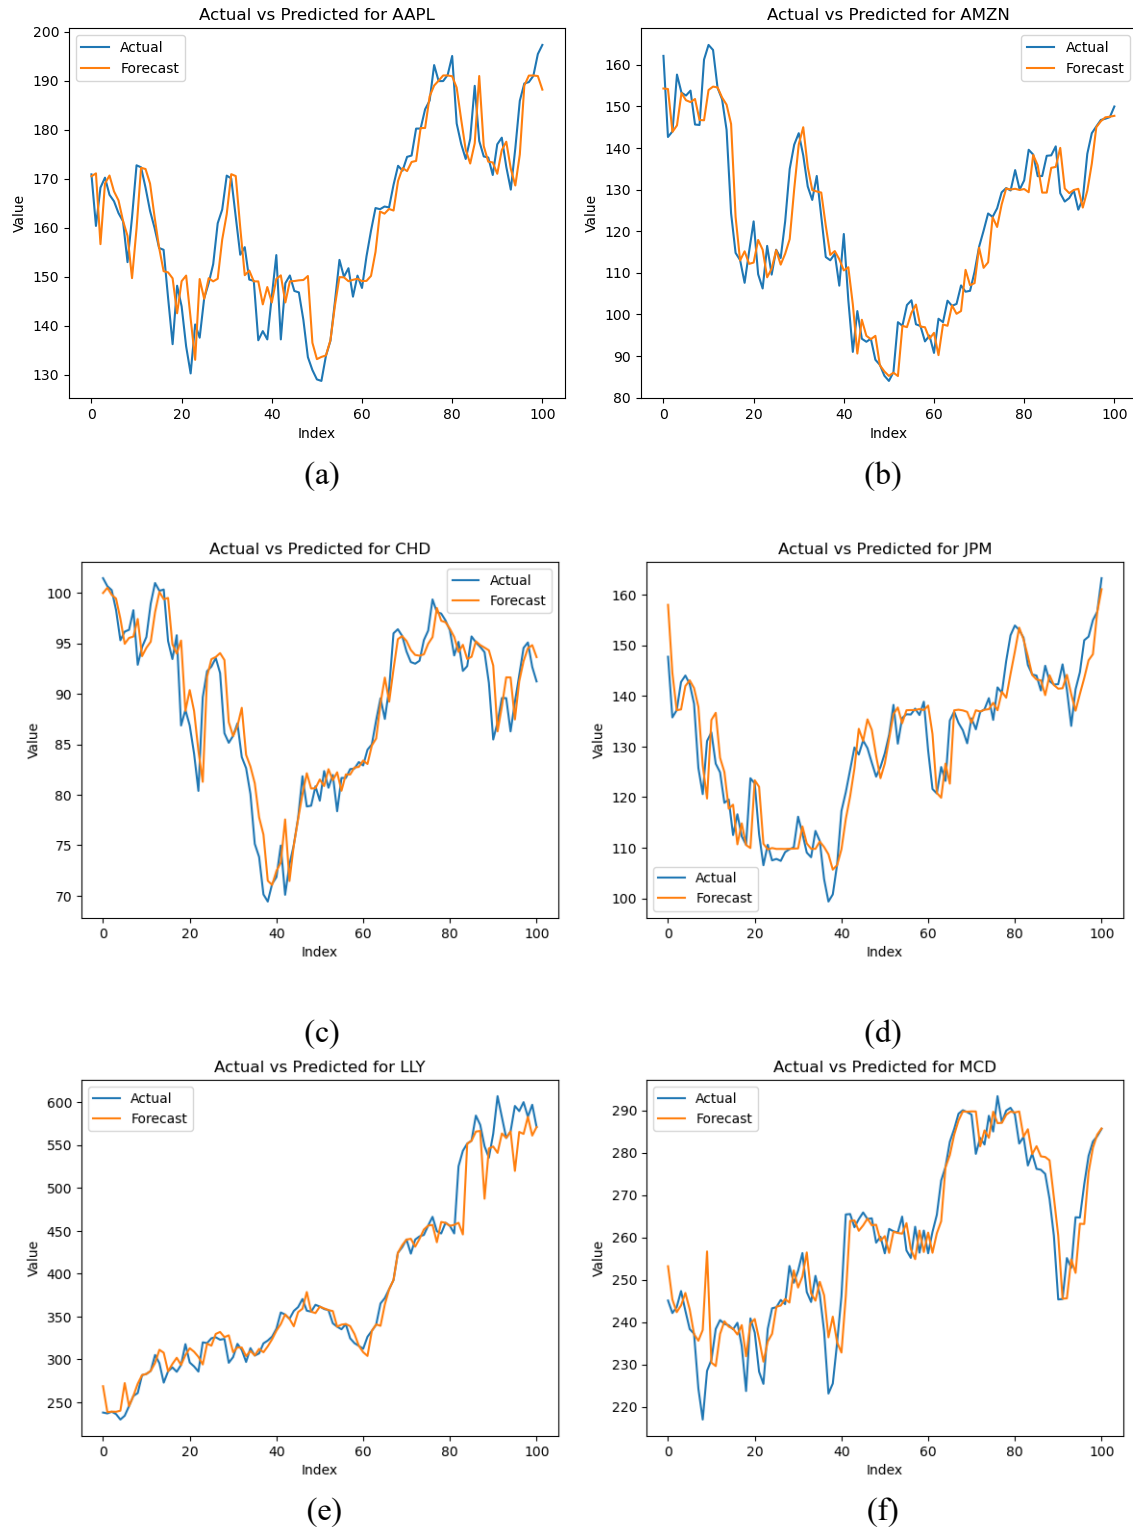 Actual vs Predicted for AAPL
200
190
180
170
160
150
140
130
Value
Actual
Forecast
0 20 40 60 80 100
Index
(a)
Actual vs Predicted for AMZN
160
150
140
130
120
110
100
90
80
Value
Actual
Forecast
0 20 40 60 80 100
Index
(b)
Actual vs Predicted for CHD
100
95
90
85
80
75
70
Value
Actual
Forecast
0 20 40 60 80 100
Index
(c)
Actual vs Predicted for JPM
160
150
140
130
120
110
100
Value
Actual
Forecast
0 20 40 60 80 100
Index
(d)
Actual vs Predicted for LLY
600
550
500
450
400
350
300
250
Value
Actual
Forecast
0 20 40 60 80 100
Index
(e)
Actual vs Predicted for MCD
290
280
270
260
250
240
230
220
Value
Actual
Forecast
0 20 40 60 80 100
Index
(f)